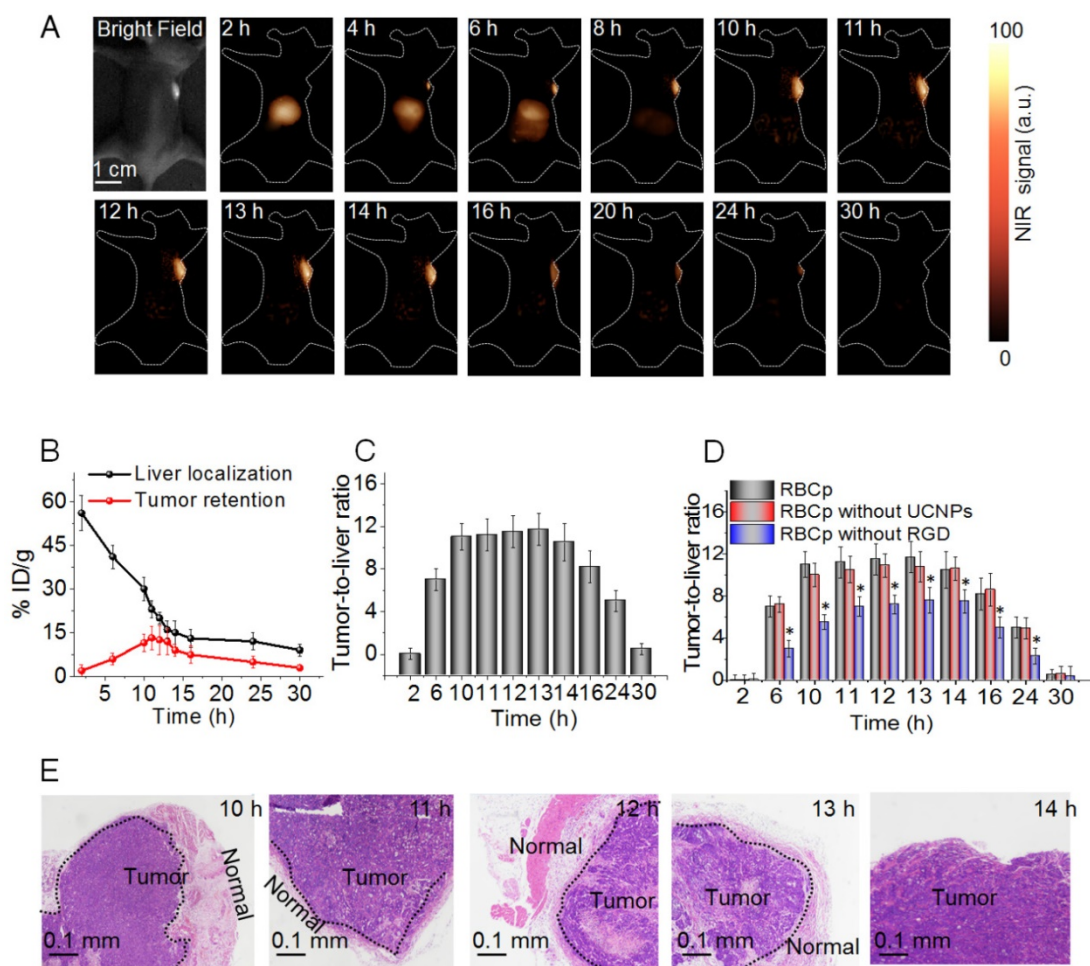 A
Bright Field
2 h
4 h
6 h
8 h
10 h
11 h
1 cm
100
NIR signal (a.u.)
0
12 h
13 h
14 h
16 h
20 h
24 h
30 h
B
Liver localization
Tumor retention
% ID/g
60
45
30
15
0
5 10 15 20 25 30
Time (h)
C
Tumor-to-liver ratio
16
12
8
4
0
2 6 10 11 12 13 14 16 24 30
Time (h)
D
RBCp
RBCp without UCNPs
RBCp without RGD
Tumor-to-liver ratio
16
12
8
4
0
* * * * * * * *
2 6 10 11 12 13 14 16 24 30
Time (h)
E
10 h
Tumor
Normal
0.1 mm
11 h
Tumor
Normal
0.1 mm
12 h
Normal
Tumor
0.1 mm
13 h
Tumor
Normal
0.1 mm
14 h
Tumor
0.1 mm